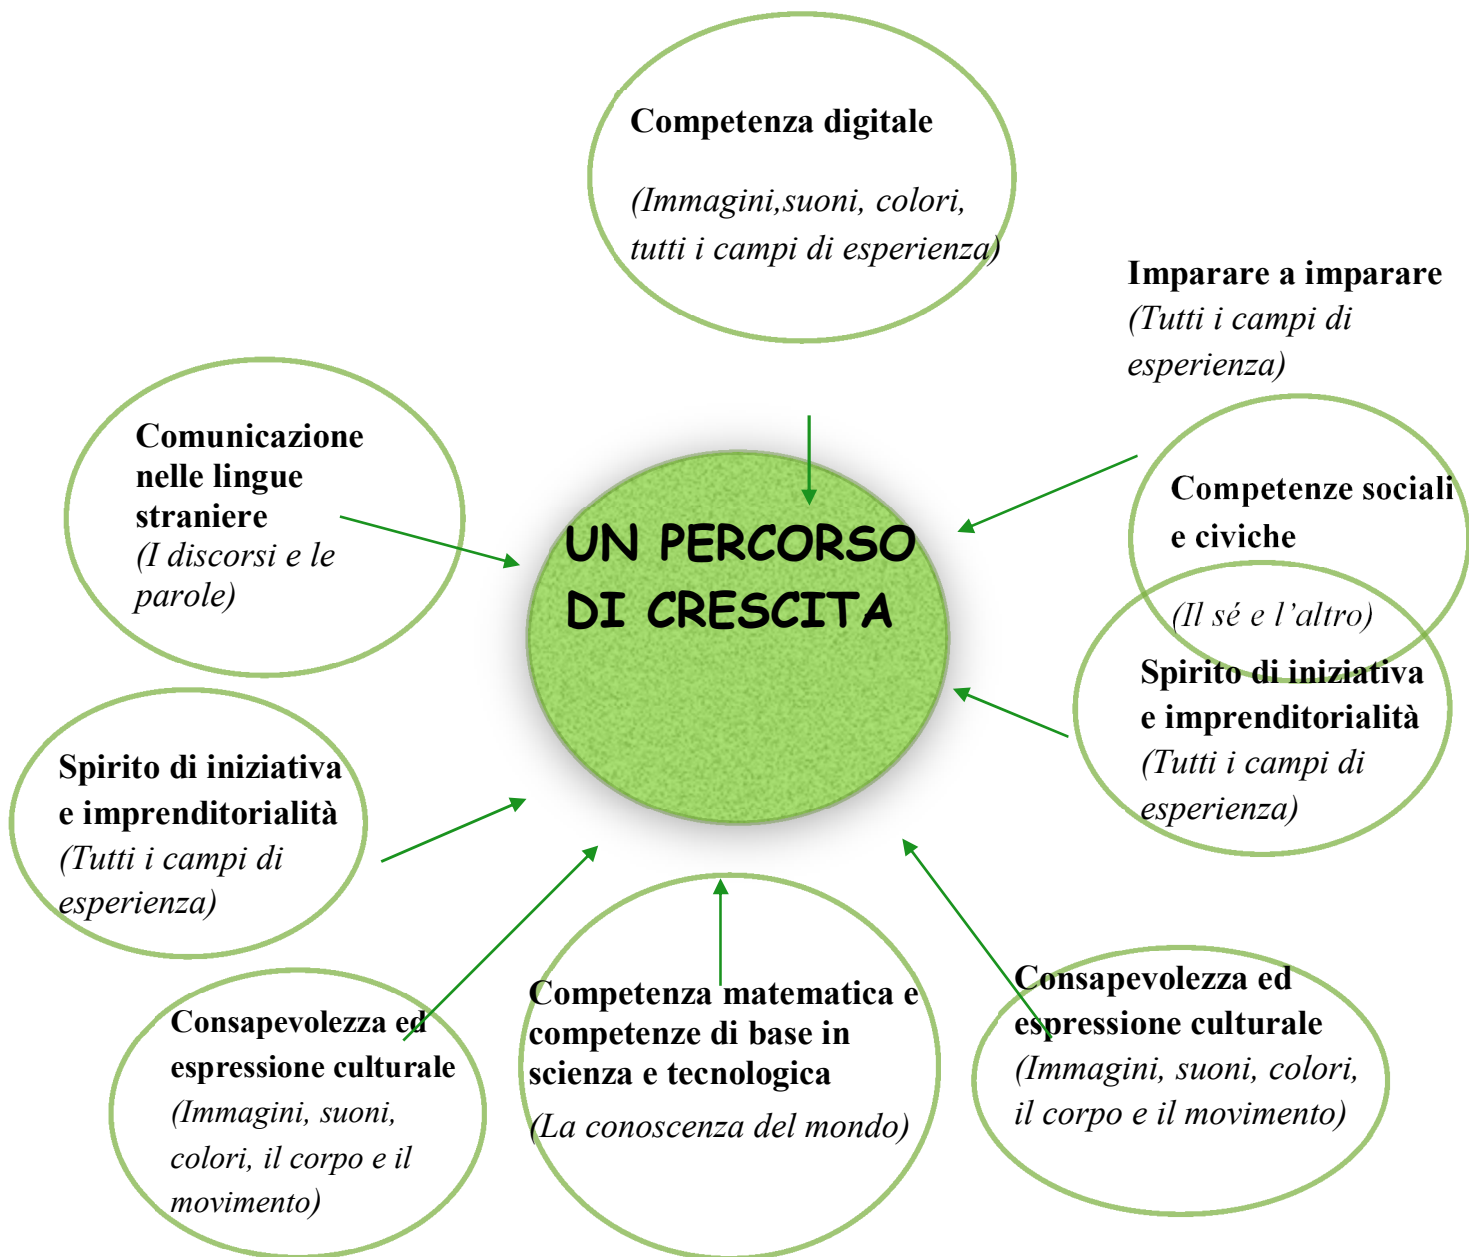 Competenza digitale
(Immagini,suoni, colori,
tutti i campi di esperienza)
Imparare a imparare
(Tutti i campi di
esperienza)
Comunicazione
nelle lingue
straniere
(I discorsi e le
parole)
UN PERCORSO
DI CRESCITA
Competenze sociali
e civiche
(Il sé e l’altro)
Spirito di iniziativa
e imprenditorialità
(Tutti i campi di
esperienza)
Spirito di iniziativa
e imprenditorialità
(Tutti i campi di
esperienza)
Consapevolezza ed
espressione culturale
(Immagini, suoni,
colori, il corpo e il
movimento)
Competenza matematica e
competenze di base in
scienza e tecnologica
(La conoscenza del mondo)
Consapevolezza ed
espressione culturale
(Immagini, suoni, colori,
il corpo e il movimento)